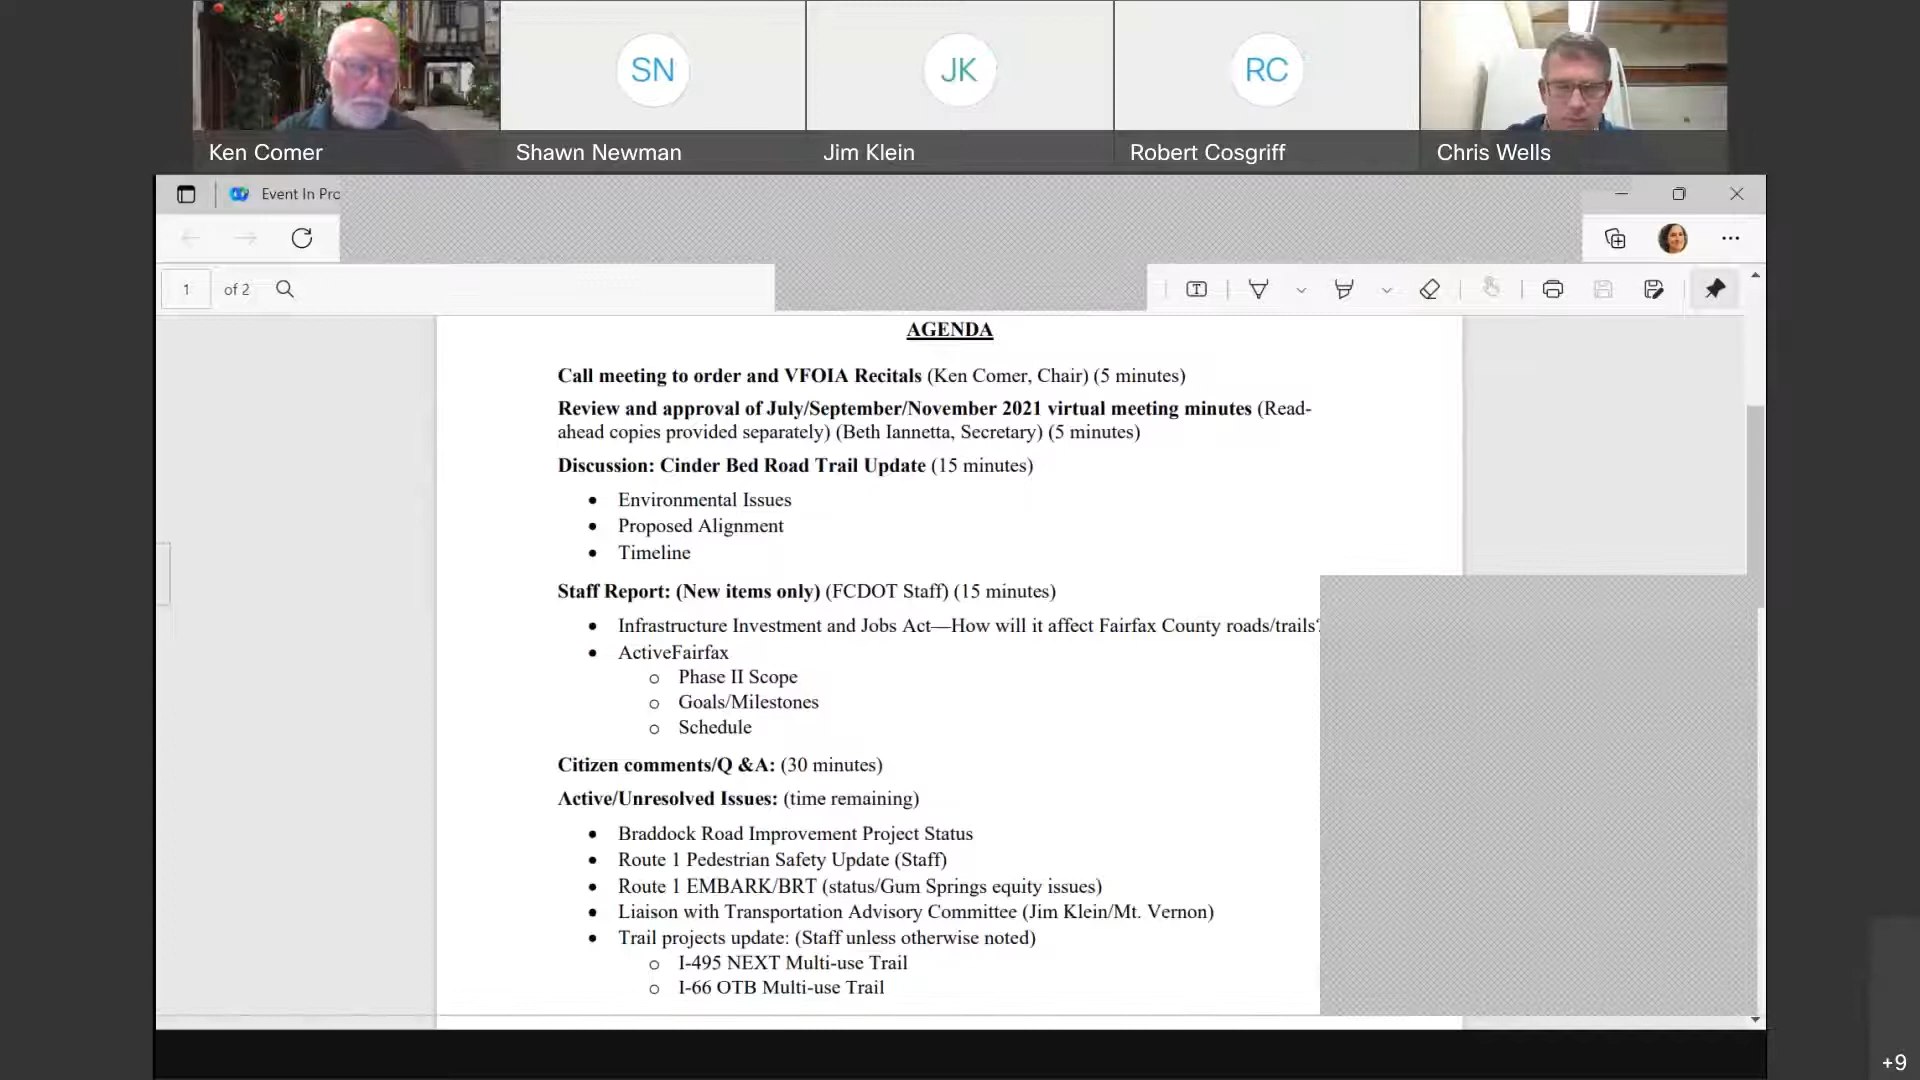 SN
JK
RC
Ken Comer
Shawn Newman
Jim Klein
Robert Cosgriff
Chris Wells
Event In Pro
1 of 2
AGENDA
Call meeting to order and VFOIA Recitals (Ken Comer, Chair) (5 minutes)
Review and approval of July/September/November 2021 virtual meeting minutes (Read-
ahead copies provided separately) (Beth Iannetta, Secretary) (5 minutes)
Discussion: Cinder Bed Road Trail Update (15 minutes)
• Environmental Issues
• Proposed Alignment
• Timeline
Staff Report: (New items only) (FCDOT Staff) (15 minutes)
• Infrastructure Investment and Jobs Act—How will it affect Fairfax County roads/trails?
• ActiveFairfax
o Phase II Scope
o Goals/Milestones
o Schedule
Citizen comments/Q &A: (30 minutes)
Active/Unresolved Issues: (time remaining)
• Braddock Road Improvement Project Status
• Route 1 Pedestrian Safety Update (Staff)
• Route 1 EMBARK/BRT (status/Gum Springs equity issues)
• Liaison with Transportation Advisory Committee (Jim Klein/Mt. Vernon)
• Trail projects update: (Staff unless otherwise noted)
o I-495 NEXT Multi-use Trail
o I-66 OTB Multi-use Trail
+9